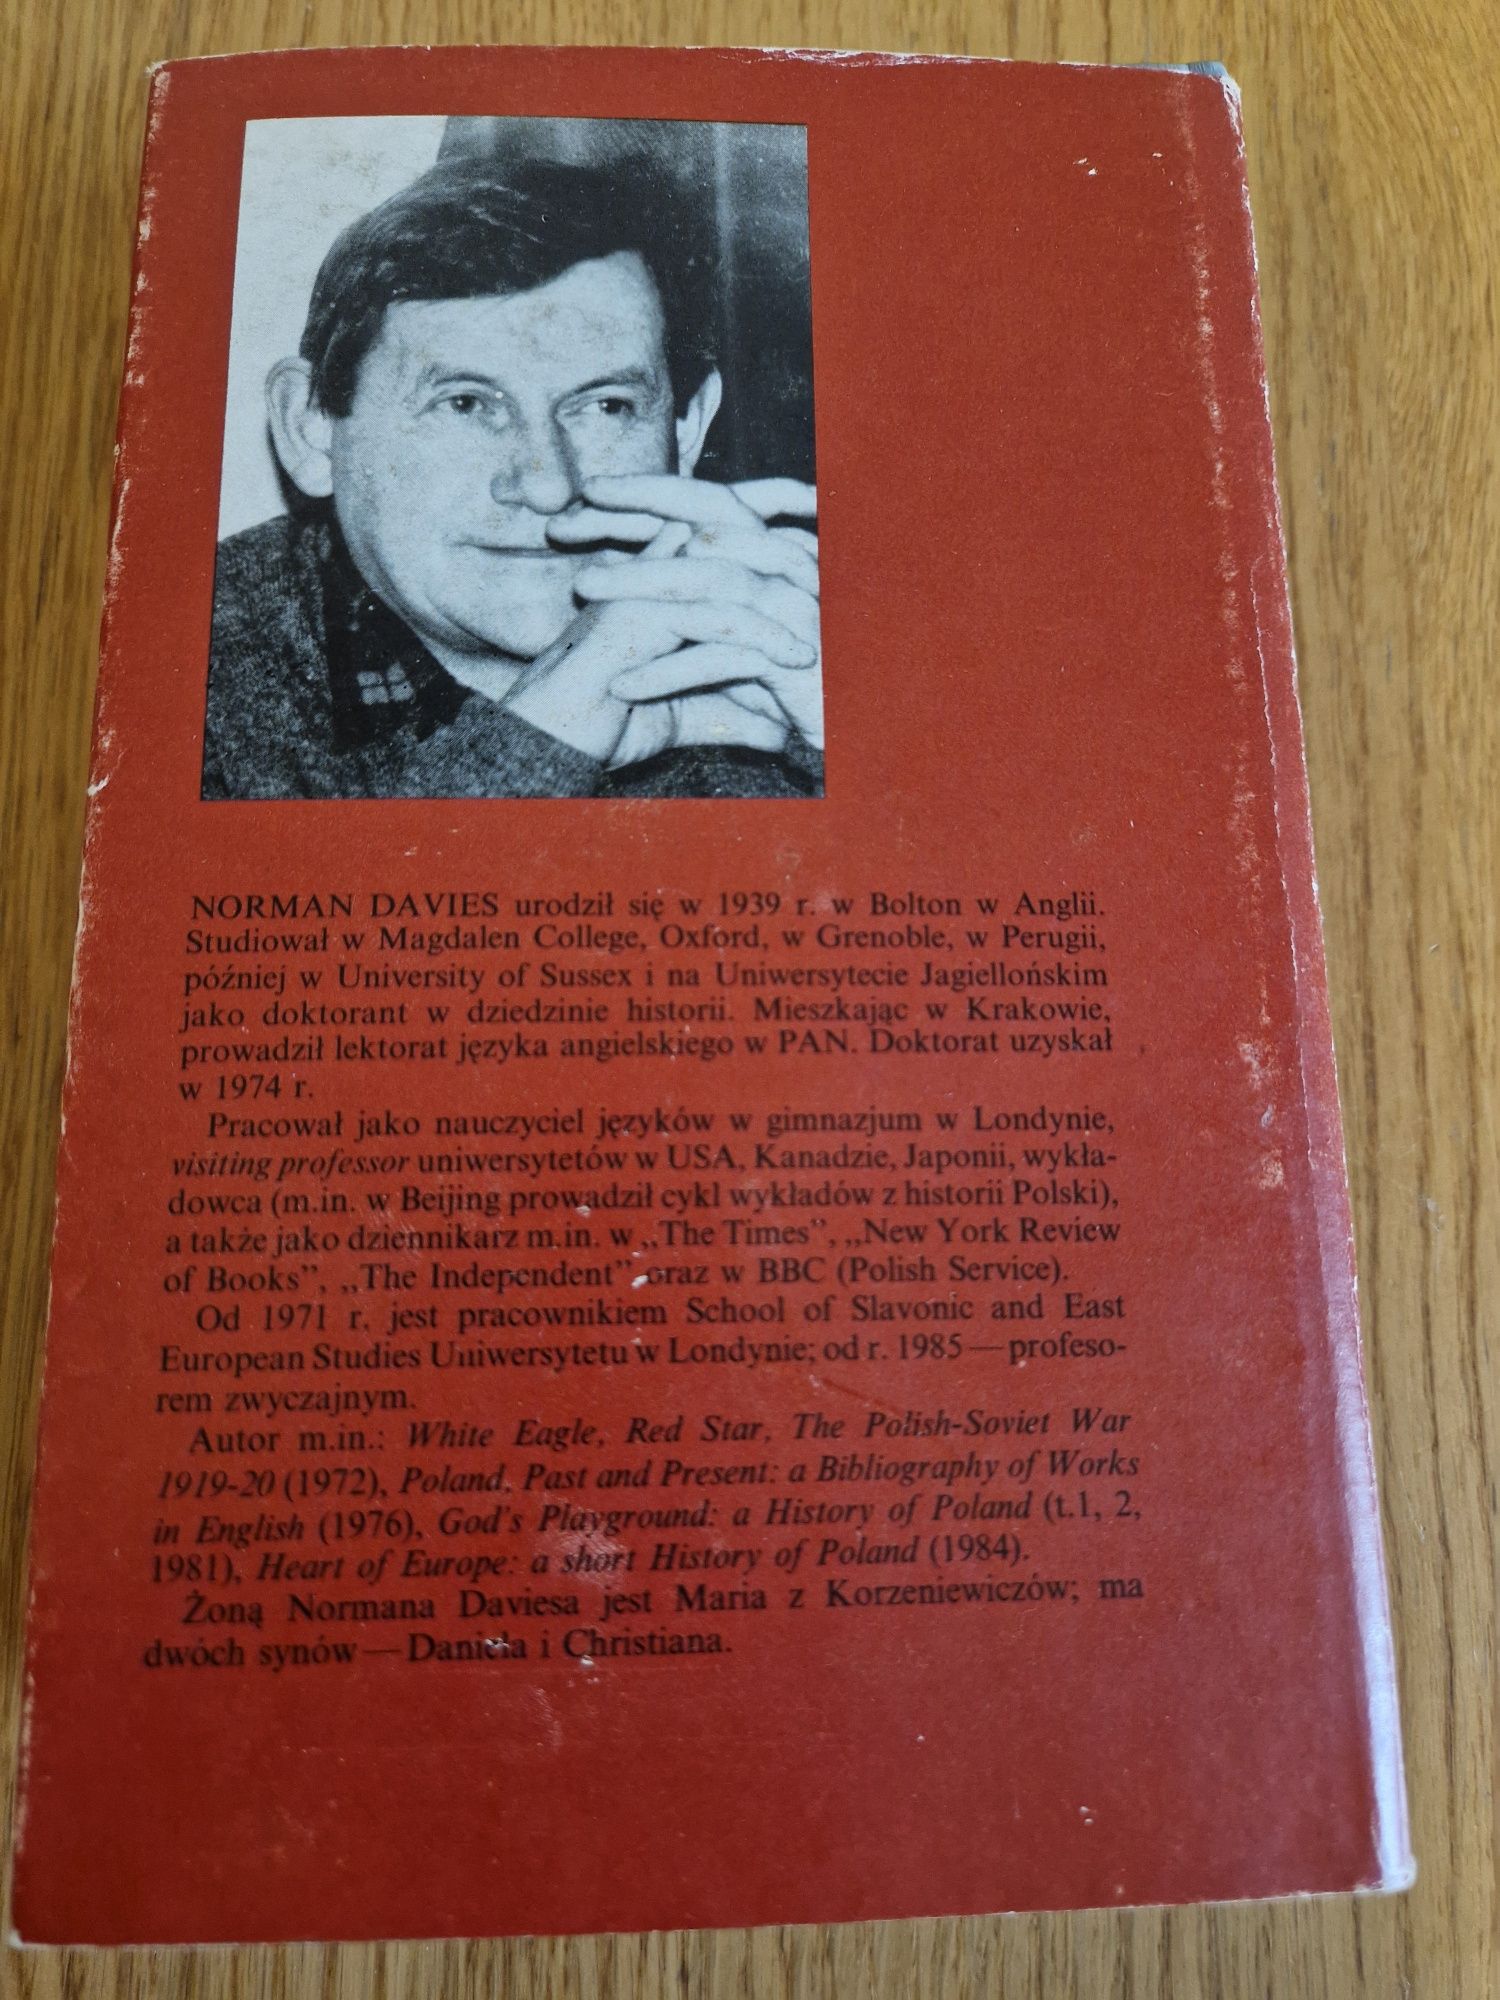 NORMAN DAVIES urodził się w 1939 r. w Bolton w Anglii.
Studiował w Magdalen College, Oxford, w Grenoble, w Perugii,
później w University of Sussex i na Uniwersytecie Jagiellońskim
jako doktorant w dziedzinie historii. Mieszkając w Krakowie,
prowadził lektorat języka angielskiego w PAN. Doktorat uzyskał
w 1974 r.
Pracował jako nauczyciel języków w gimnazjum w Londynie,
visiting professor uniwersytetów w USA, Kanadzie, Japonii, wykła-
dowca (m.in. w Beijing prowadził cykl wykładów z historii Polski),
a także jako dziennikarz m.in. w „The Times”, „New York Review
of Books”, „The Independent” oraz w BBC (Polish Service).
Od 1971 r. jest pracownikiem School of Slavonic and East
European Studies Uniwersytetu w Londynie; od r. 1985 — profeso-
rem zwyczajnym.
Autor m.in.: White Eagle, Red Star, The Polish-Soviet War
1919-20 (1972), Poland, Past and Present: a Bibliography of Works
in English (1976), God's Playground: a History of Poland (t.1, 2,
1981), Heart of Europe: a short History of Poland (1984).
Żoną Normana Daviesa jest Maria z Korzeniewiczów; ma
dwóch synów — Daniela i Christiana.